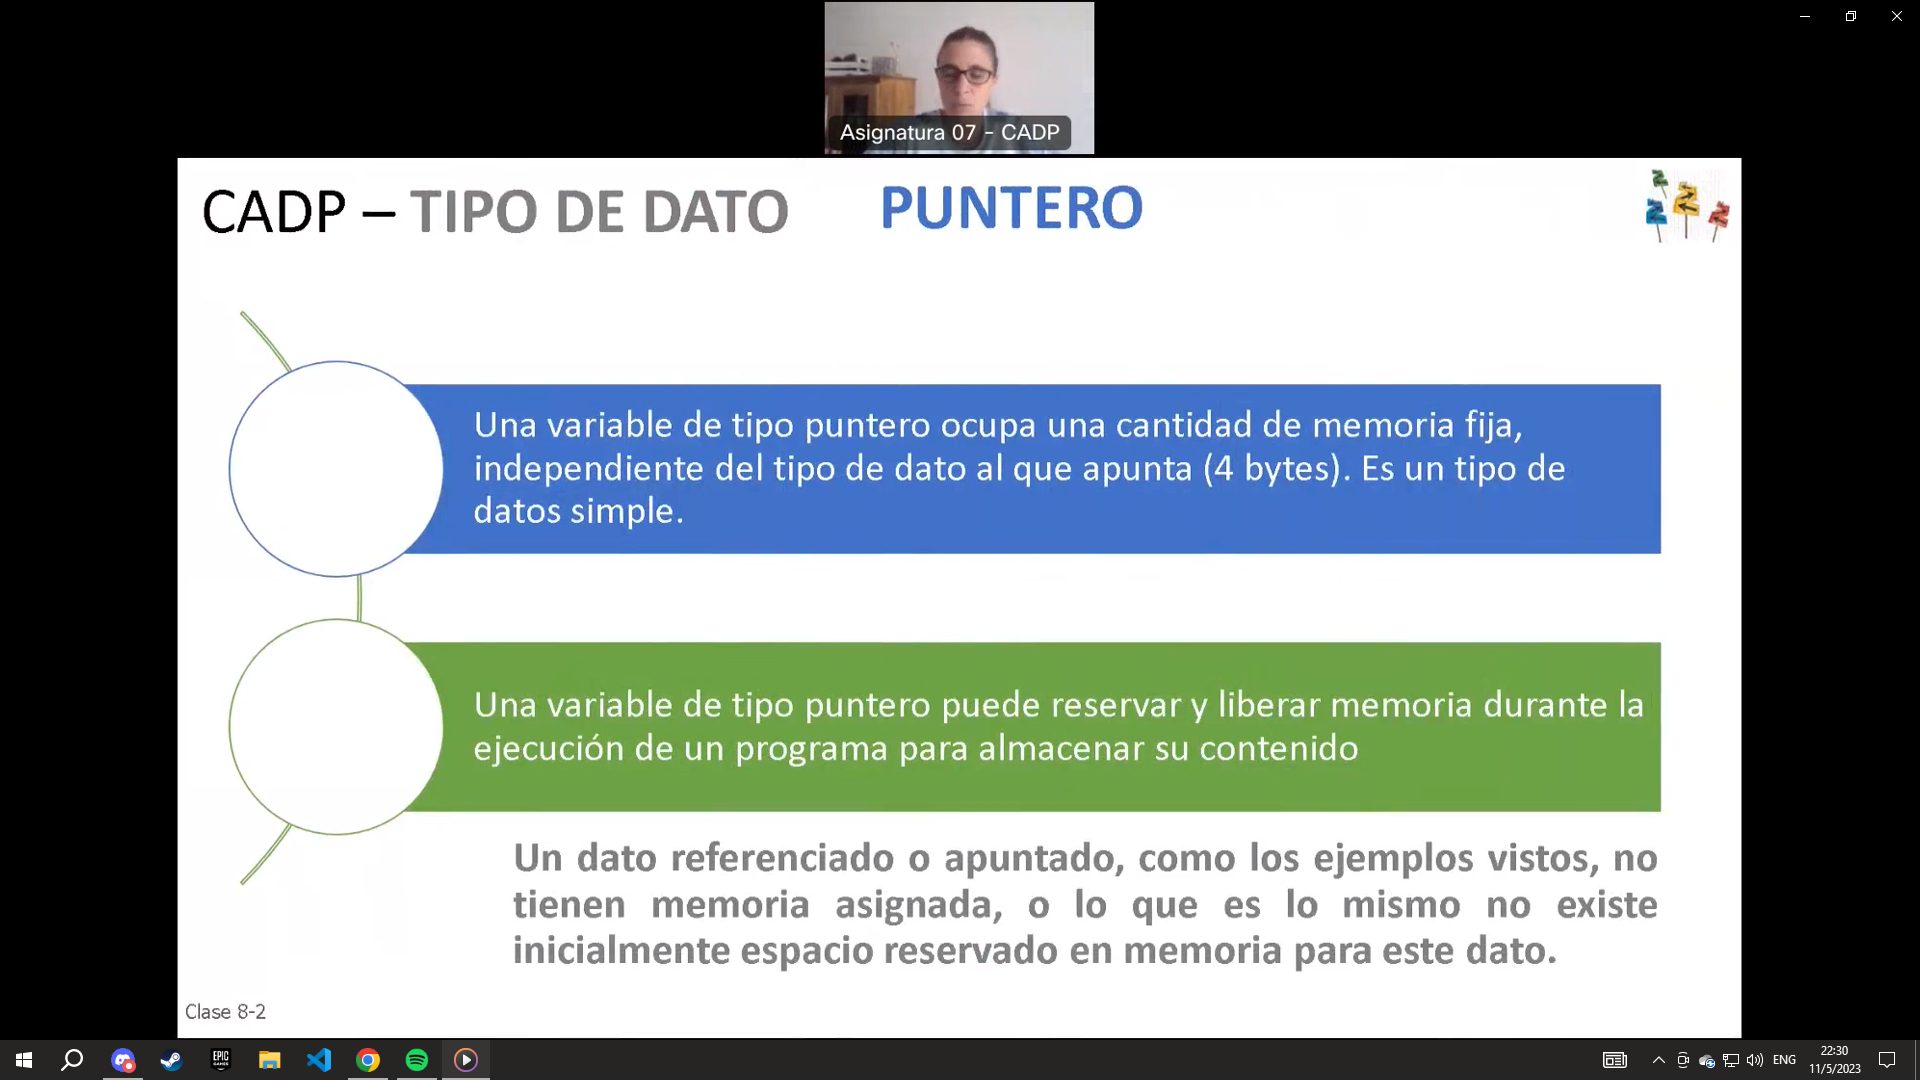 Asignatura 07 - CADP
CADP – TIPO DE DATO PUNTERO
Una variable de tipo puntero ocupa una cantidad de memoria fija,
independiente del tipo de dato al que apunta (4 bytes). Es un tipo de
datos simple.
Una variable de tipo puntero puede reservar y liberar memoria durante la
ejecución de un programa para almacenar su contenido
Un dato referenciado o apuntado, como los ejemplos vistos, no
tienen memoria asignada, o lo que es lo mismo no existe
inicialmente espacio reservado en memoria para este dato.
Clase 8-2
EPIC
GAMES
ENG
22:30
11/5/2023